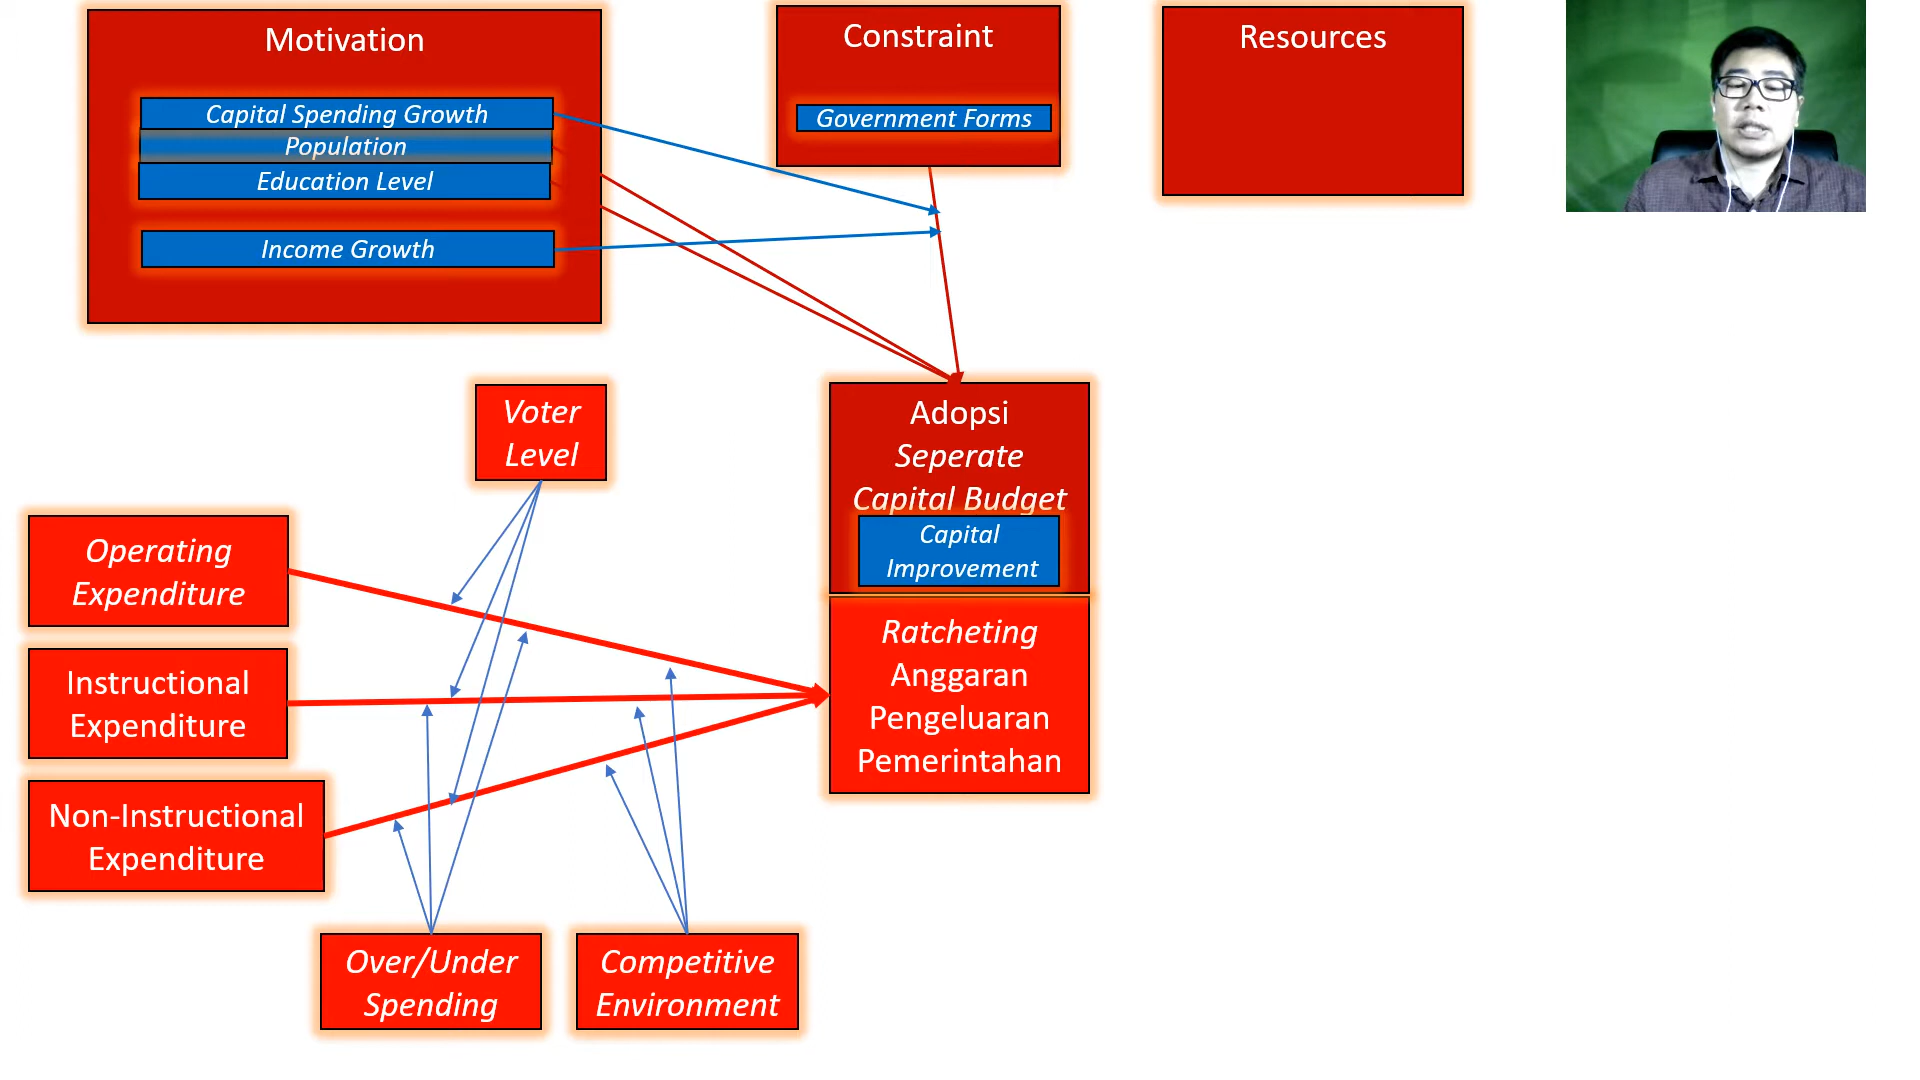 Motivation
Capital Spending Growth
Population
Education Level
Income Growth
Constraint
Government Forms
Resources
Voter
Level
Adopsi
Seperate
Capital Budget
Capital
Improvement
Operating
Expenditure
Instructional
Expenditure
Non-Instructional
Expenditure
Ratcheting
Anggaran
Pengeluaran
Pemerintahan
Over/Under
Spending
Competitive
Environment